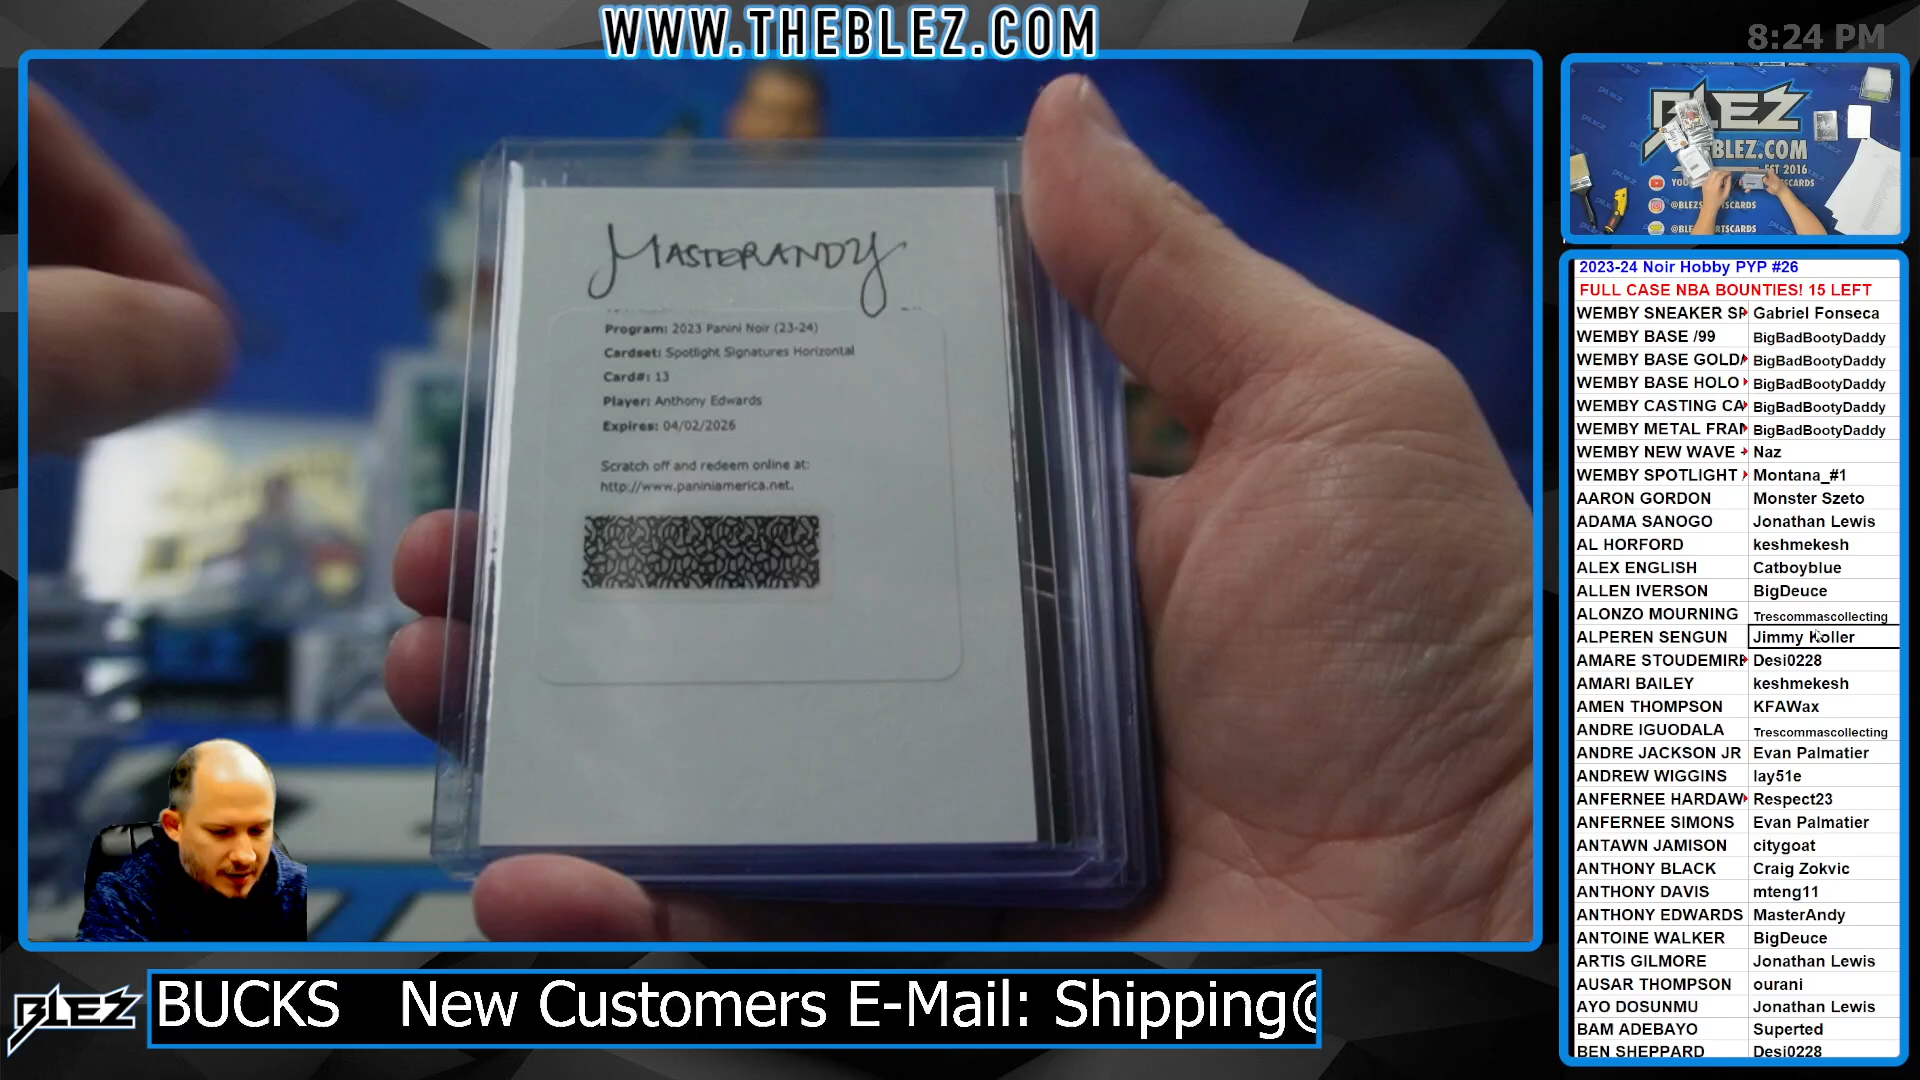 WWW.THEBLEZ.COM
8:24 PM
MASTERANDY
Program: 2023 Panini Noir (23-24)
Cardset: Spotlight Signatures Horizontal
Card#: 13
Player: Anthony Edwards
Expires: 04/02/2026
Scratch off and redeem online at:
http://www.paniniamerica.net.
BLEZ
BLEZ.COM
EST 2016
2023-24 Noir Hobby PYP #26
FULL CASE NBA BOUNTIES! 15 LEFT
WEMBY SNEAKER SP Gabriel Fonseca
WEMBY BASE /99 BigBadBootyDaddy
WEMBY BASE GOLD BigBadBootyDaddy
WEMBY BASE HOLO BigBadBootyDaddy
WEMBY CASTING CA BigBadBootyDaddy
WEMBY METAL FRAM BigBadBootyDaddy
WEMBY NEW WAVE Naz
WEMBY SPOTLIGHT Montana_#1
AARON GORDON Monster Szeto
ADAMA SANOGO Jonathan Lewis
AL HORFORD keshmekesh
ALEX ENGLISH Catboyblue
ALLEN IVERSON BigDeuce
ALONZO MOURNING Trescommascollecting
ALPEREN SENGUN Jimmy Koller
AMARE STOUDEMIRE Desi0228
AMARI BAILEY keshmekesh
AMEN THOMPSON KFAWax
ANDRE IGUODALA Trescommascollecting
ANDRE JACKSON JR Evan Palmatier
ANDREW WIGGINS lay51e
ANFERNEE HARDAW Respect23
ANFERNEE SIMONS Evan Palmatier
ANTAWN JAMISON citygoat
ANTHONY BLACK Craig Zokvic
ANTHONY DAVIS mteng11
ANTHONY EDWARDS MasterAndy
ANTOINE WALKER BigDeuce
ARTIS GILMORE Jonathan Lewis
AUSAR THOMPSON ourani
AYO DOSUNMU Jonathan Lewis
BAM ADEBAYO Superted
BEN SHEPPARD Desi0228
BLEZ
BUCKS New Customers E-Mail: Shipping@